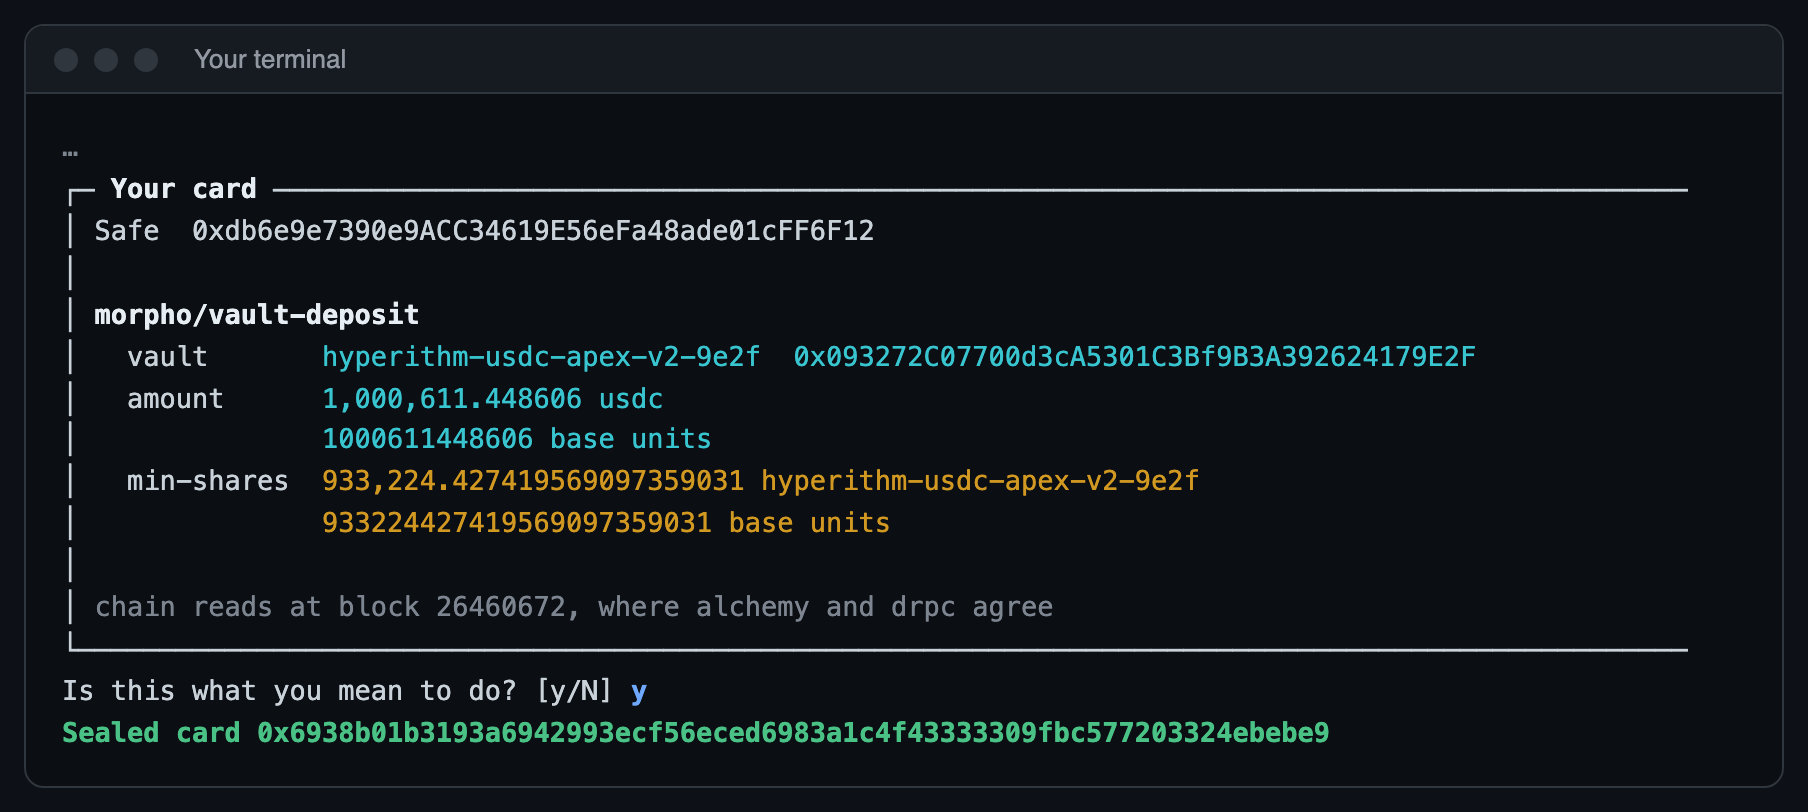 Your terminal
…
Your card
Safe  0xdb6e9e7390e9ACC34619E56eFa48ade01cFF6F12
morpho/vault-deposit
vault  hyperithm-usdc-apex-v2-9e2f  0x093272C07700d3cA5301C3Bf9B3A392624179E2F
amount  1,000,611.448606 usdc
1000611448606 base units
min-shares  933,224.427419569097359031 hyperithm-usdc-apex-v2-9e2f
933224427419569097359031 base units
chain reads at block 26460672, where alchemy and drpc agree
Is this what you mean to do? [y/N] y
Sealed card 0x6938b01b3193a6942993ecf56eced6983a1c4f43333309fbc577203324ebebe9